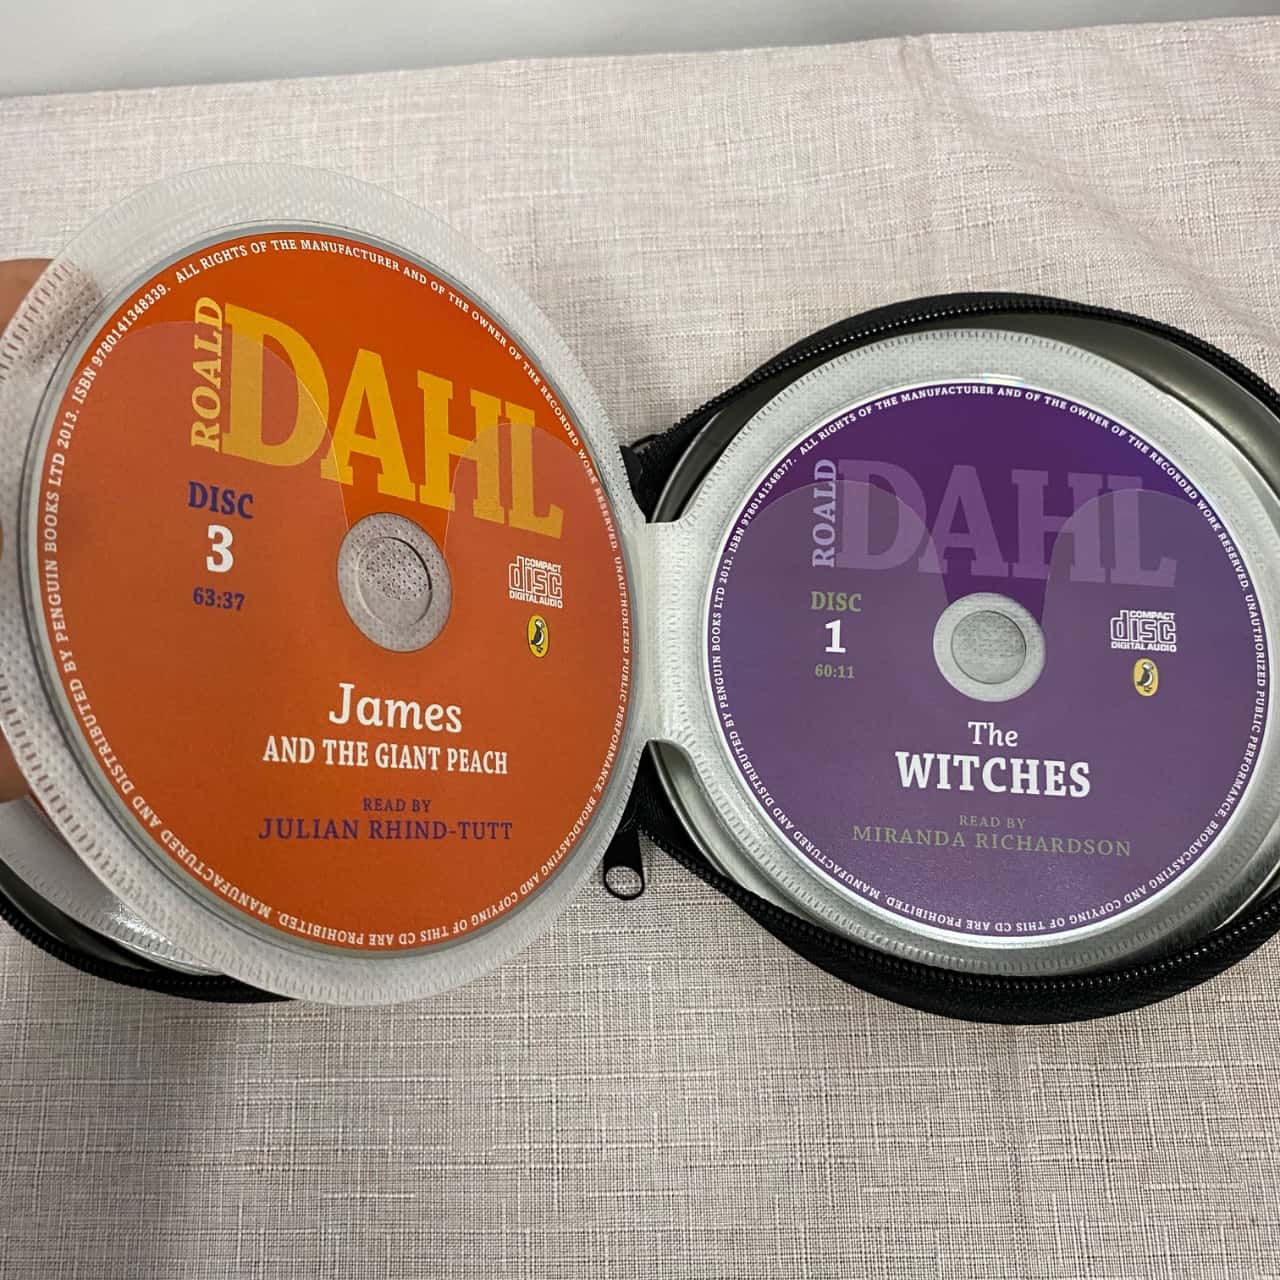 ROALD
DAHL
DISC
3
63:37
COMPACT
disc
DIGITAL AUDIO
James
AND THE GIANT PEACH
READ BY
JULIAN RHIND-TUTT
MANUFACTURED AND DISTRIBUTED BY PENGUIN BOOKS LTD 2013. ISBN 9780141348339. ALL RIGHTS OF THE MANUFACTURER AND OF THE OWNER OF THE RECORDED WORK RESERVED. UNAUTHORIZED PUBLIC PERFORMANCE, BROADCASTING AND COPYING OF THIS CD ARE PROHIBITED.
ROALD
DAHL
DISC
1
60:11
COMPACT
disc
DIGITAL AUDIO
The
WITCHES
READ BY
MIRANDA RICHARDSON
MANUFACTURED AND DISTRIBUTED BY PENGUIN BOOKS LTD 2013. ISBN 9780141348377. ALL RIGHTS OF THE MANUFACTURER AND OF THE OWNER OF THE RECORDED WORK RESERVED. UNAUTHORIZED PUBLIC PERFORMANCE, BROADCASTING AND COPYING OF THIS CD ARE PROHIBITED.